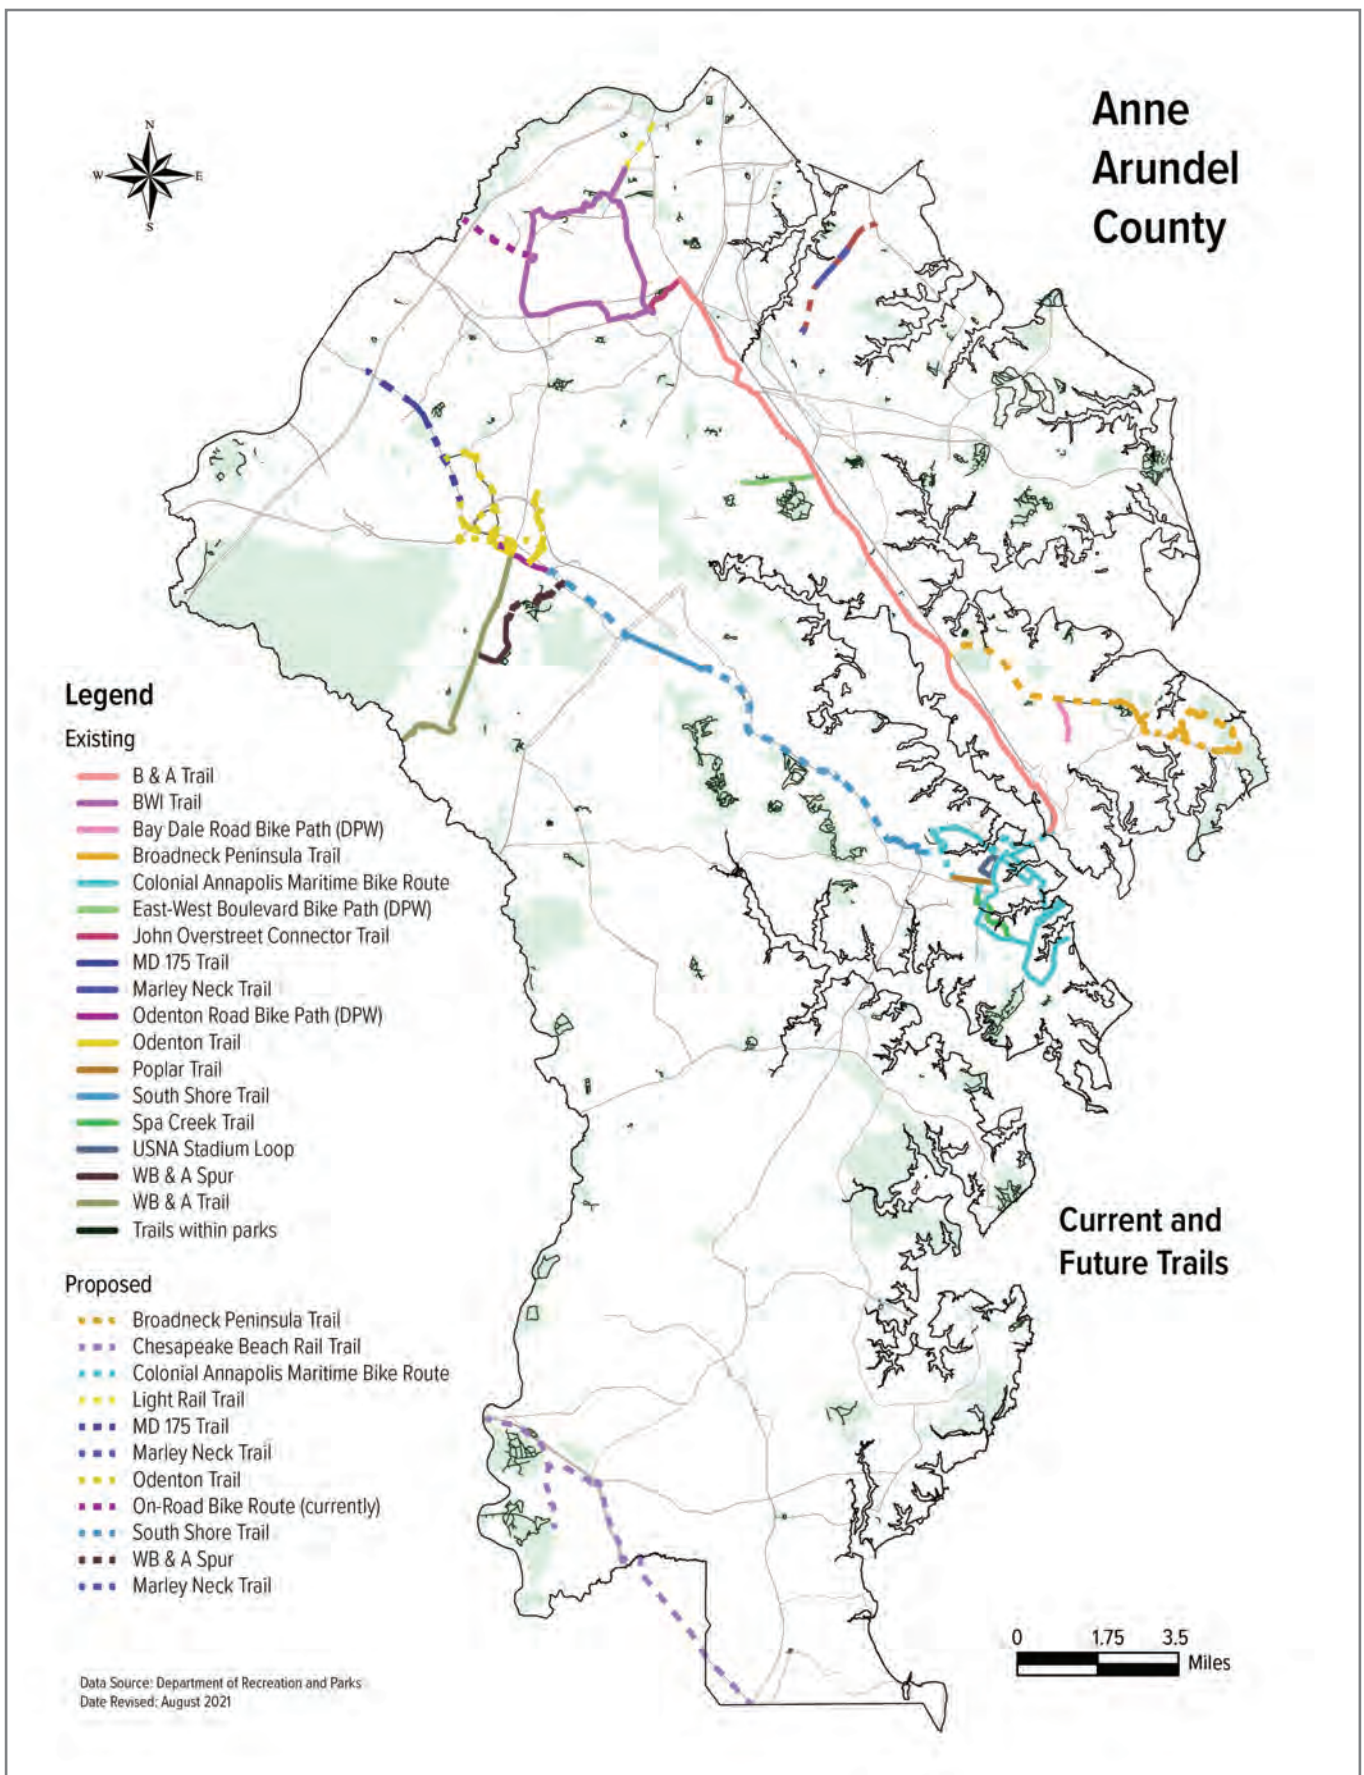 Anne
Arundel
County
N
W
E
S
Legend
Existing
B & A Trail
BWI Trail
Bay Dale Road Bike Path (DPW)
Broadneck Peninsula Trail
Colonial Annapolis Maritime Bike Route
East-West Boulevard Bike Path (DPW)
John Overstreet Connector Trail
MD 175 Trail
Marley Neck Trail
Odenton Road Bike Path (DPW)
Odenton Trail
Poplar Trail
South Shore Trail
Spa Creek Trail
USNA Stadium Loop
WB & A Spur
WB & A Trail
Trails within parks
Proposed
Broadneck Peninsula Trail
Chesapeake Beach Rail Trail
Colonial Annapolis Maritime Bike Route
Light Rail Trail
MD 175 Trail
Marley Neck Trail
Odenton Trail
On-Road Bike Route (currently)
South Shore Trail
WB & A Spur
Marley Neck Trail
Current and
Future Trails
0 1.75 3.5
Miles
Data Source: Department of Recreation and Parks
Date Revised: August 2021